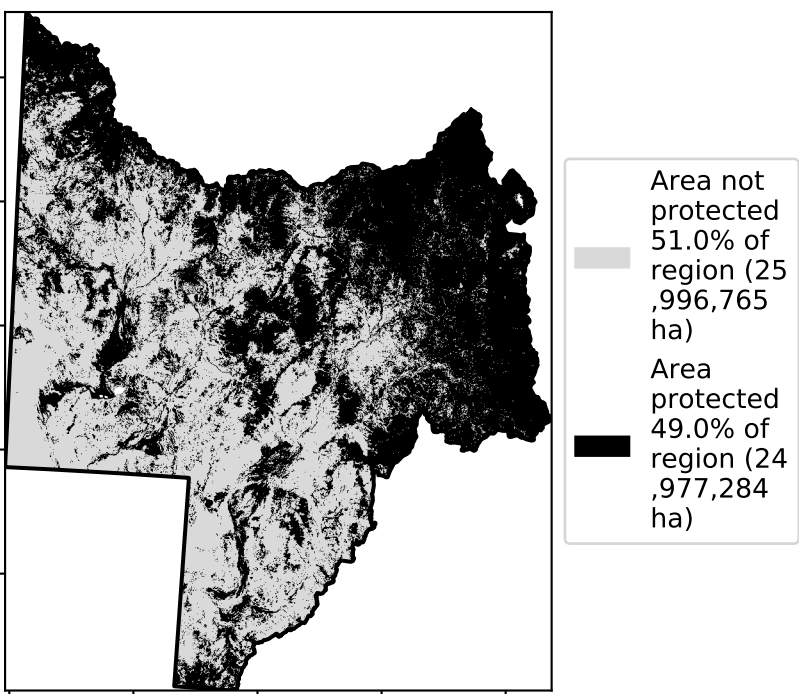 Area not
protected
51.0% of
region (25
,996,765
ha)
Area
protected
49.0% of
region (24
,977,284
ha)